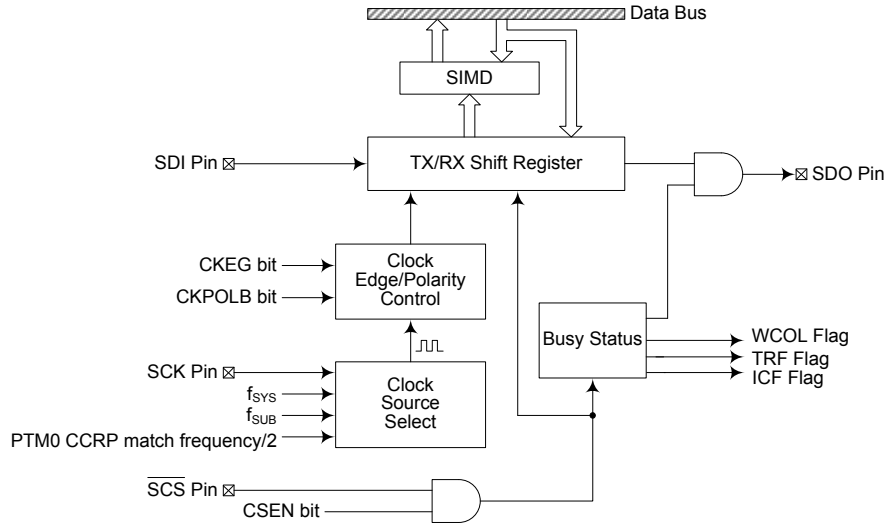 Data Bus
SIMD
SDI Pin
TX/RX Shift Register
SDO Pin
CKEG bit
CKPOLB bit
Clock
Edge/Polarity
Control
Busy Status
WCOL Flag
TRF Flag
ICF Flag
SCK Pin
fSYS
fSUB
PTM0 CCRP match frequency/2
Clock
Source
Select
SCS Pin
CSEN bit